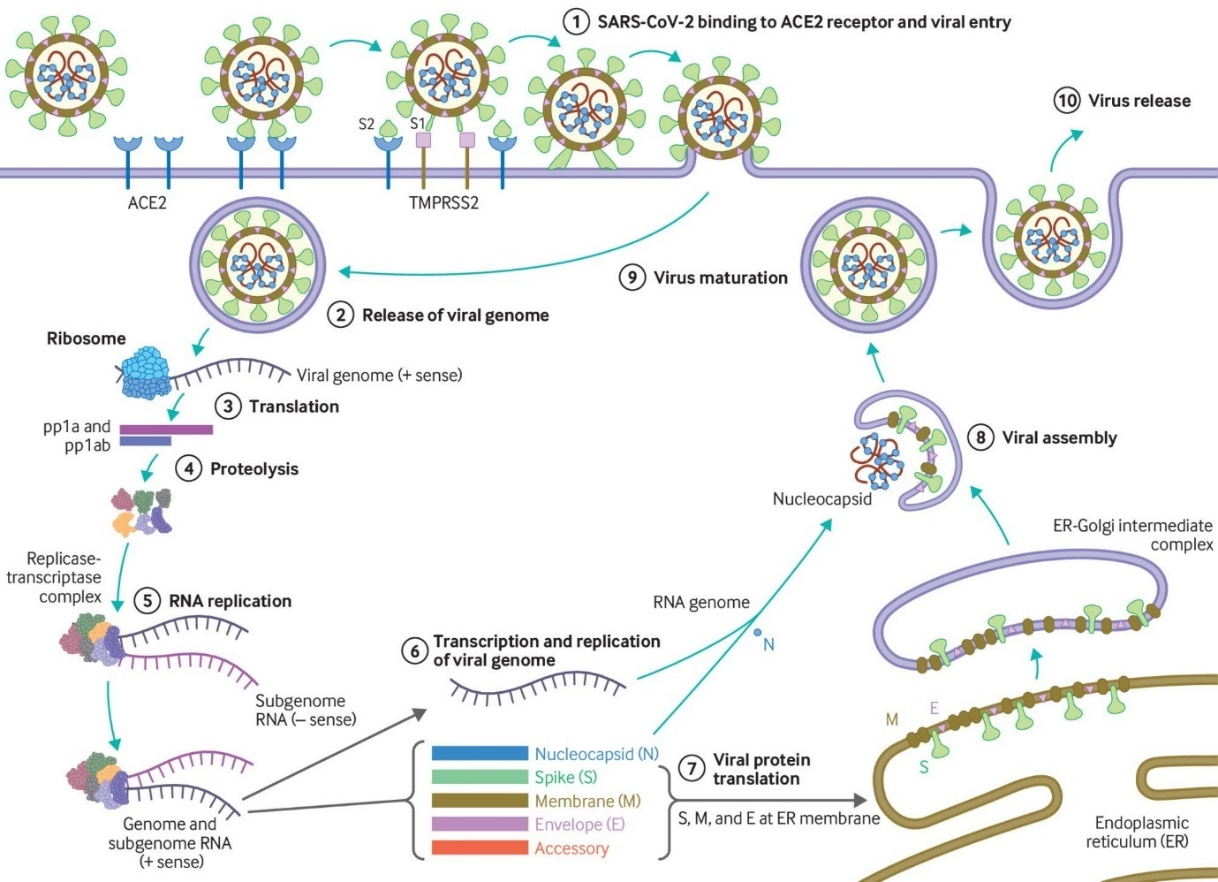 ① SARS-CoV-2 binding to ACE2 receptor and viral entry
⑩ Virus release
S2
S1
ACE2
TMPRSS2
⑨ Virus maturation
② Release of viral genome
Ribosome
Viral genome (+ sense)
③ Translation
pp1a and
pp1ab
④ Proteolysis
⑧ Viral assembly
Nucleocapsid
ER-Golgi intermediate
complex
Replicase-
transcriptase
complex
⑤ RNA replication
RNA genome
N
⑥ Transcription and replication
of viral genome
Subgenome
RNA (– sense)
M
E
S
Nucleocapsid (N)
Spike (S)
Membrane (M)
Envelope (E)
Accessory
⑦ Viral protein
translation
S, M, and E at ER membrane
Genome and
subgenome RNA
(+ sense)
Endoplasmic
reticulum (ER)